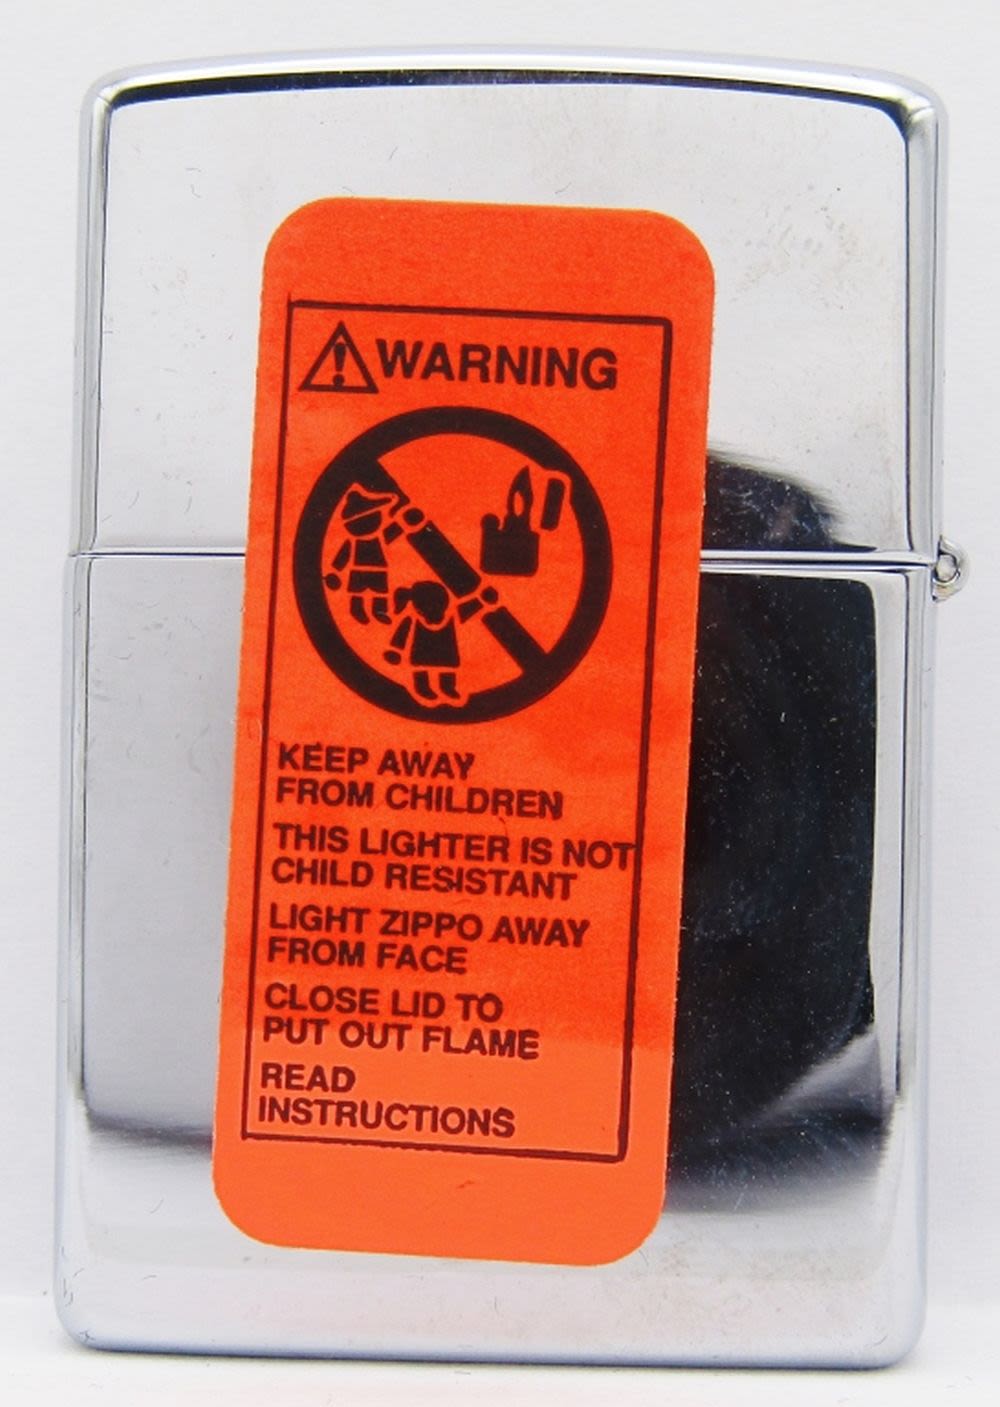 WARNING
KEEP AWAY
FROM CHILDREN
THIS LIGHTER IS NOT
CHILD RESISTANT
LIGHT ZIPPO AWAY
FROM FACE
CLOSE LID TO
PUT OUT FLAME
READ
INSTRUCTIONS